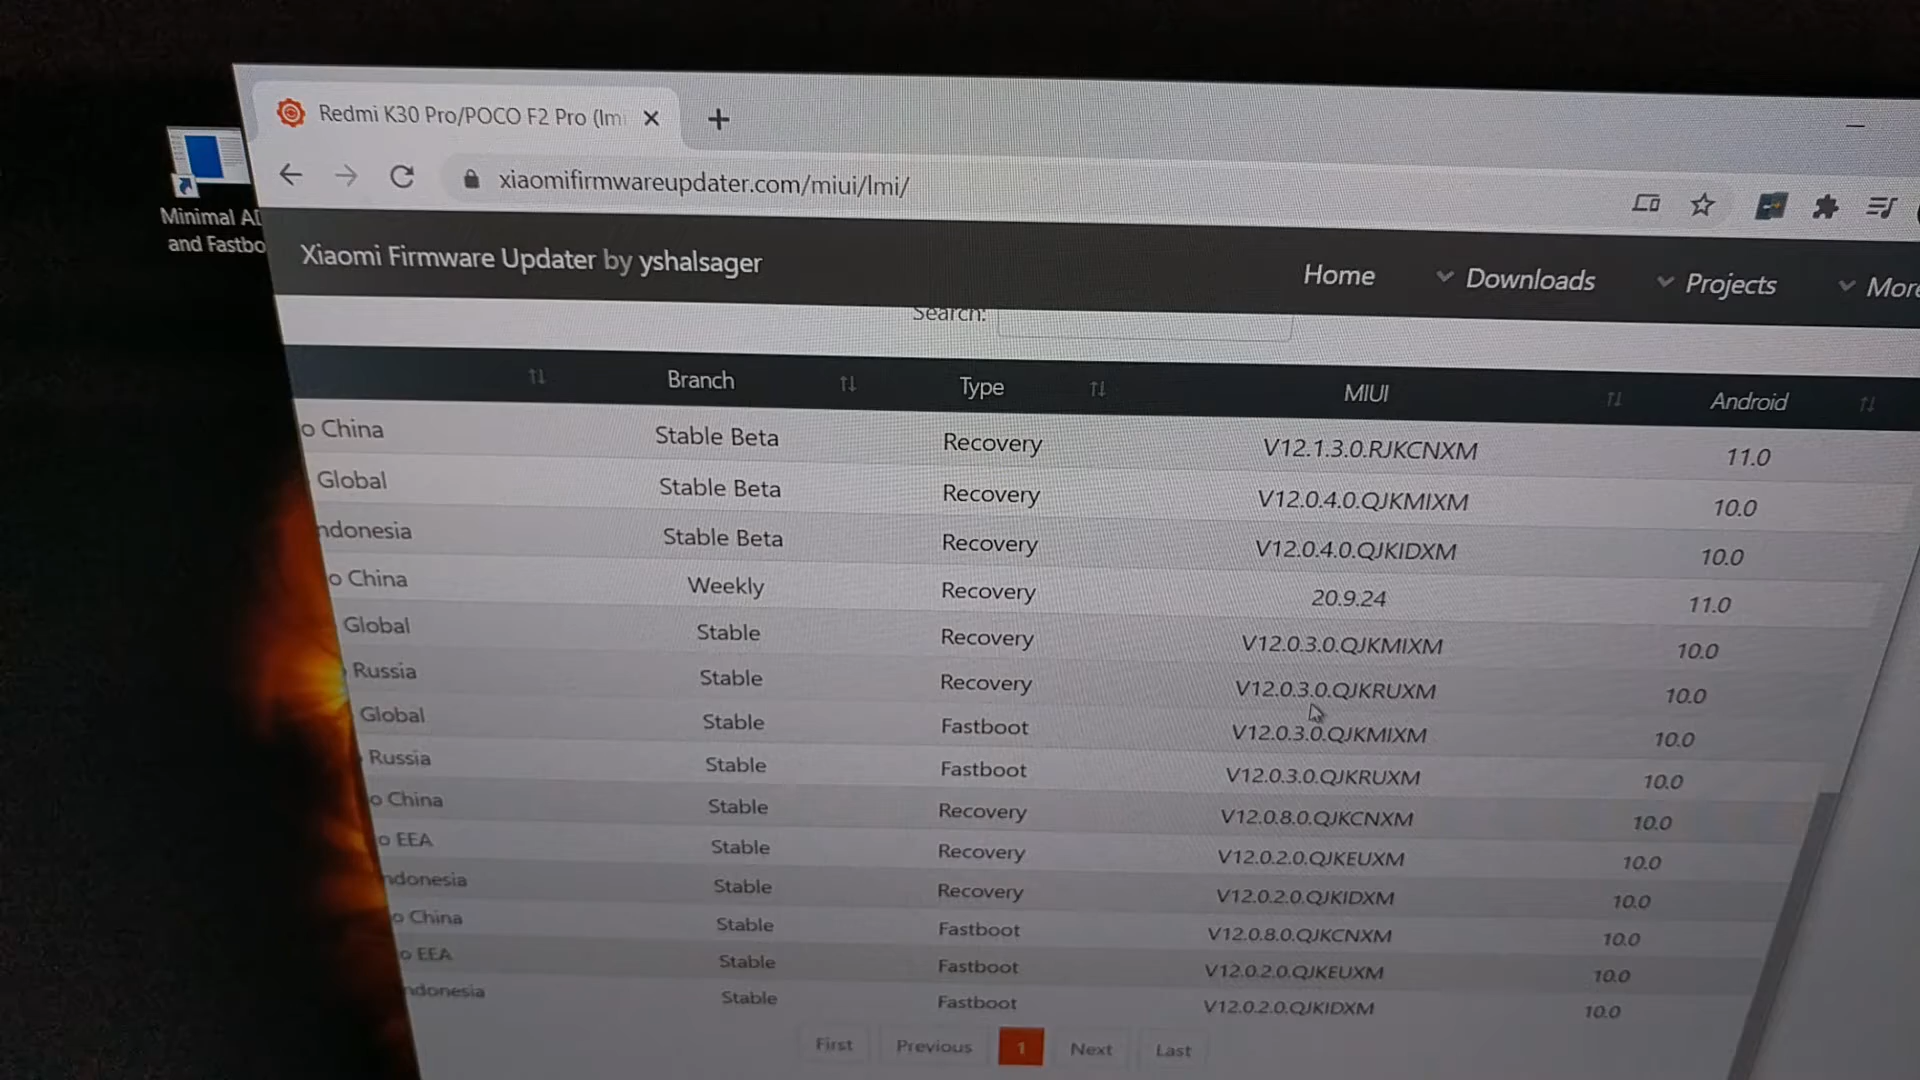 Redmi K30 Pro/POCO F2 Pro (lmi
xiaomifirmwareupdater.com/miui/lmi/
Minimal AD
and Fastbo
Xiaomi Firmware Updater by yshalsager
Home Downloads Projects More
Search:
Branch Type MIUI Android
o China Stable Beta Recovery V12.1.3.0.RJKCNXM 11.0
Global Stable Beta Recovery V12.0.4.0.QJKMIXM 10.0
ndonesia Stable Beta Recovery V12.0.4.0.QJKIDXM 10.0
o China Weekly Recovery 20.9.24 11.0
Global Stable Recovery V12.0.3.0.QJKMIXM 10.0
Russia Stable Recovery V12.0.3.0.QJKRUXM 10.0
Global Stable Fastboot V12.0.3.0.QJKMIXM 10.0
Russia Stable Fastboot V12.0.3.0.QJKRUXM 10.0
o China Stable Recovery V12.0.8.0.QJKCNXM 10.0
o EEA Stable Recovery V12.0.2.0.QJKEUXM 10.0
ndonesia Stable Recovery V12.0.2.0.QJKIDXM 10.0
o China Stable Fastboot V12.0.8.0.QJKCNXM 10.0
o EEA Stable Fastboot V12.0.2.0.QJKEUXM 10.0
ndonesia Stable Fastboot V12.0.2.0.QJKIDXM 10.0
First Previous 1 Next Last